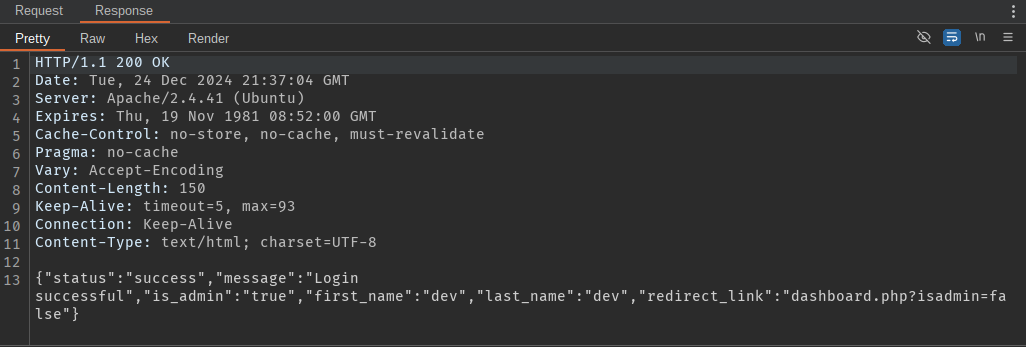 Request Response
Pretty Raw Hex Render \n
1 HTTP/1.1 200 OK
2 Date: Tue, 24 Dec 2024 21:37:04 GMT
3 Server: Apache/2.4.41 (Ubuntu)
4 Expires: Thu, 19 Nov 1981 08:52:00 GMT
5 Cache-Control: no-store, no-cache, must-revalidate
6 Pragma: no-cache
7 Vary: Accept-Encoding
8 Content-Length: 150
9 Keep-Alive: timeout=5, max=93
10 Connection: Keep-Alive
11 Content-Type: text/html; charset=UTF-8
12
13 {"status":"success","message":"Login
successful","is_admin":"true","first_name":"dev","last_name":"dev","redirect_link":"dashboard.php?isadmin=fa
lse"}